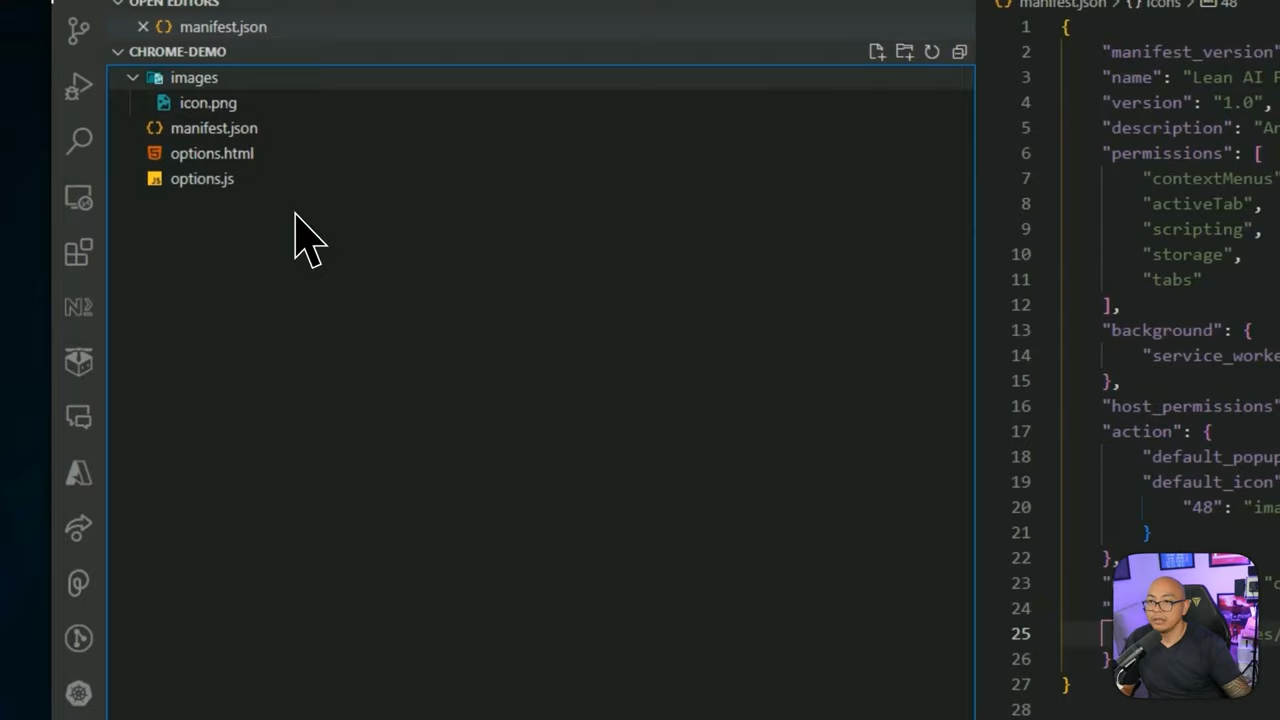 OPEN EDITORS
manifest.json
CHROME-DEMO
images
icon.png
manifest.json
options.html
options.js
manifest.json > {} icons > 48
1 {
2 "manifest_version"
3 "name": "Lean AI
4 "version": "1.0",
5 "description":
6 "permissions": [
7 "contextMenus"
8 "activeTab",
9 "scripting",
10 "storage",
11 "tabs"
12 ],
13 "background": {
14 "service_worke
15 },
16 "host_permissions"
17 "action": {
18 "default_popup
19 "default_icon"
20 "48": "ima
21 }
22 },
23 "
24 "
25
26 }
27 }
28